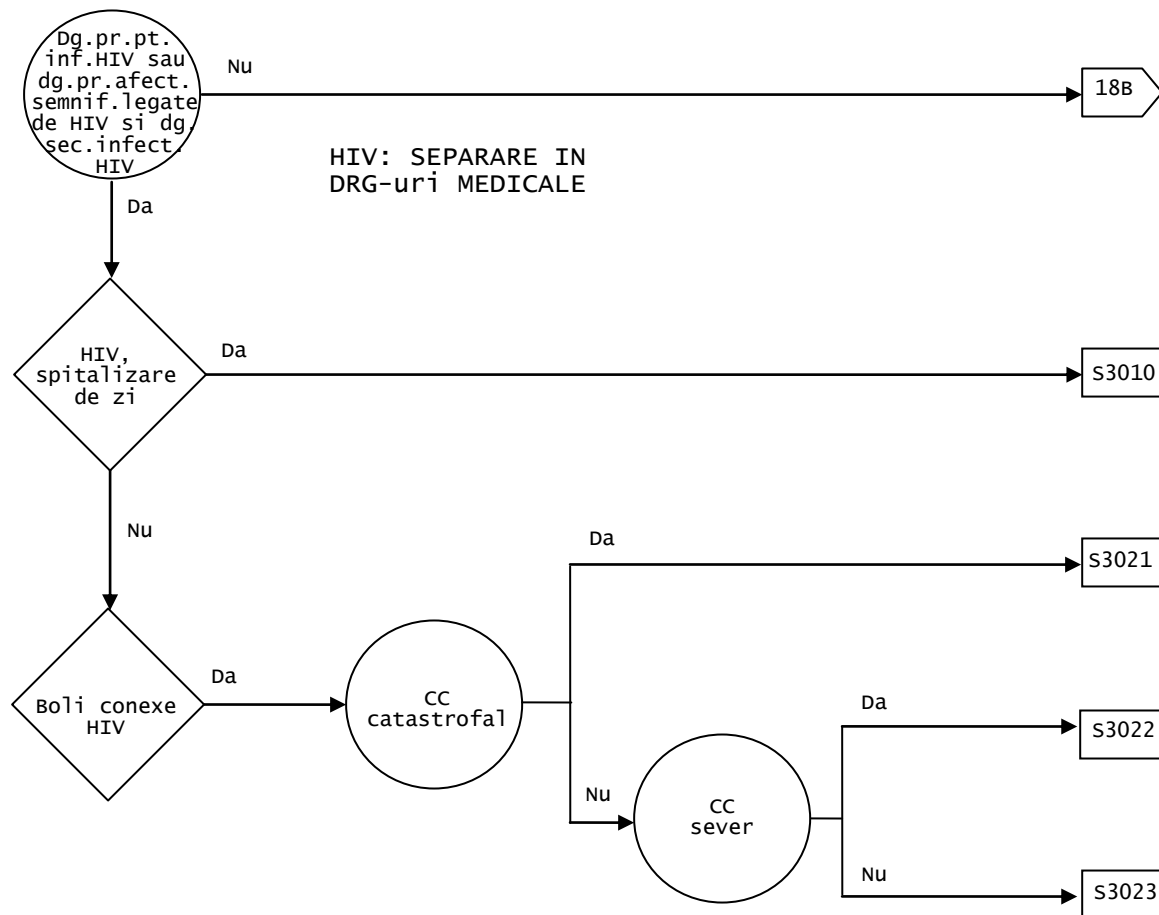 Dg.pr.pt.
inf.HIV sau
dg.pr.afect.
semnif.legate
de HIV si dg.
sec.infect.
HIV
Nu
18B
HIV: SEPARARE IN
DRG-uri MEDICALE
Da
HIV,
spitalizare
de zi
Da
S3010
Nu
Da
S3021
Boli conexe
HIV
Da
CC
catastrofal
Da
S3022
Nu
CC
sever
Nu
S3023